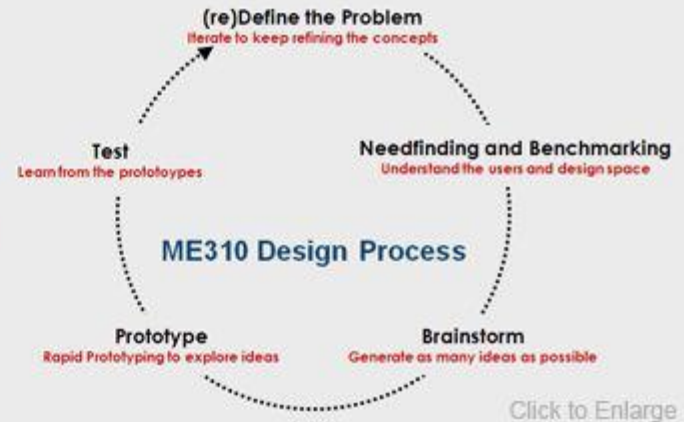 (re)Define the Problem
Iterate to keep refining the concepts
Needfinding and Benchmarking
Understand the users and design space
Test
Learn from the protoypes
ME310 Design Process
Brainstorm
Generate as many ideas as possible
Prototype
Rapid Prototyping to explore ideas
Click to Enlarge